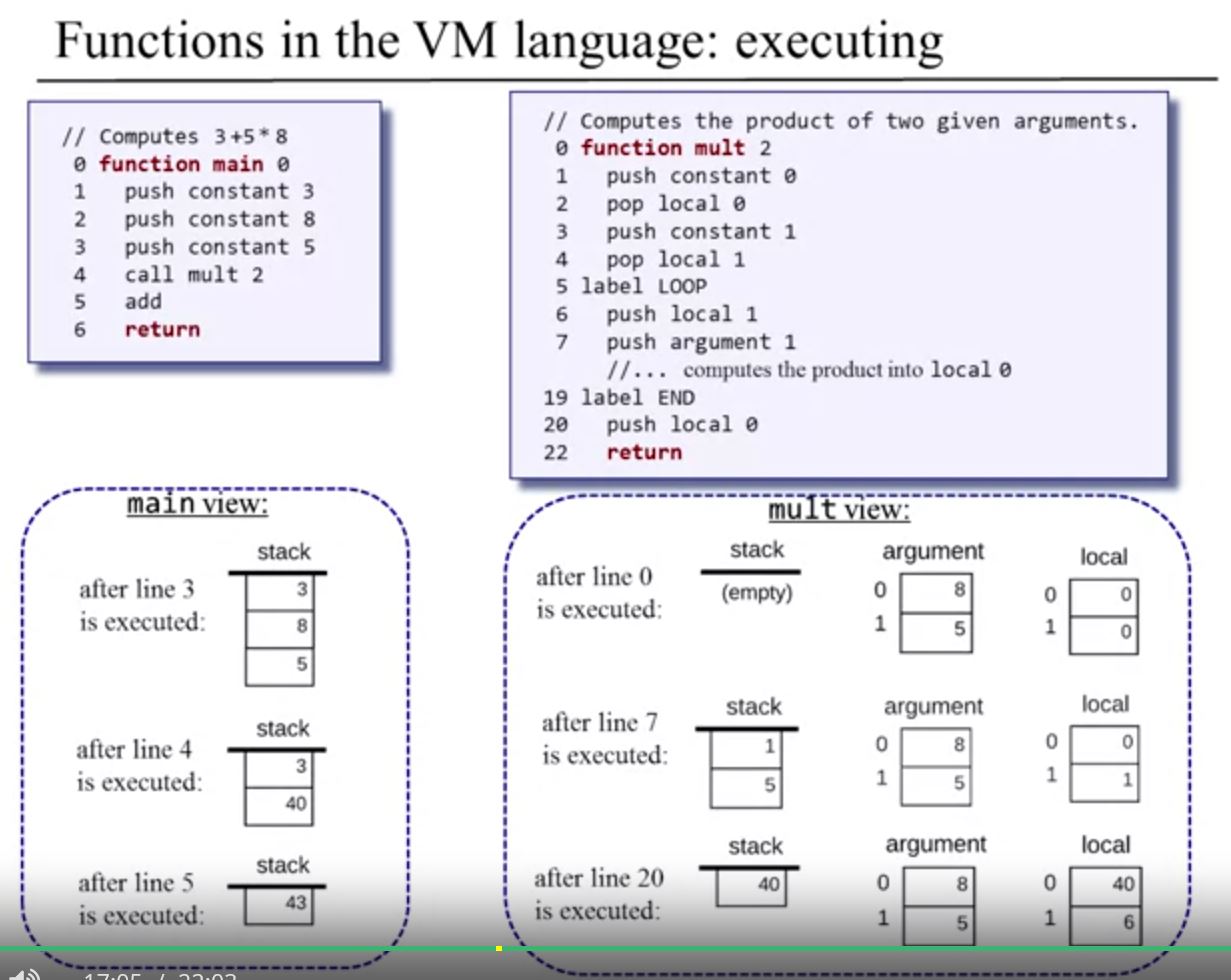 Functions in the VM language: executing
// Computes 3+5*8
0 function main 0
1 push constant 3
2 push constant 8
3 push constant 5
4 call mult 2
5 add
6 return
// Computes the product of two given arguments.
0 function mult 2
1 push constant 0
2 pop local 0
3 push constant 1
4 pop local 1
5 label LOOP
6 push local 1
7 push argument 1
//... computes the product into local 0
19 label END
20 push local 0
22 return
main view:
after line 3
is executed:
stack
3
8
5
after line 4
is executed:
stack
3
40
after line 5
is executed:
stack
43
mult view:
after line 0
is executed:
stack
(empty)
argument
0 8
1 5
local
0 0
1 0
after line 7
is executed:
stack
1
5
argument
0 8
1 5
local
0 0
1 1
after line 20
is executed:
stack
40
argument
0 8
1 5
local
0 40
1 6